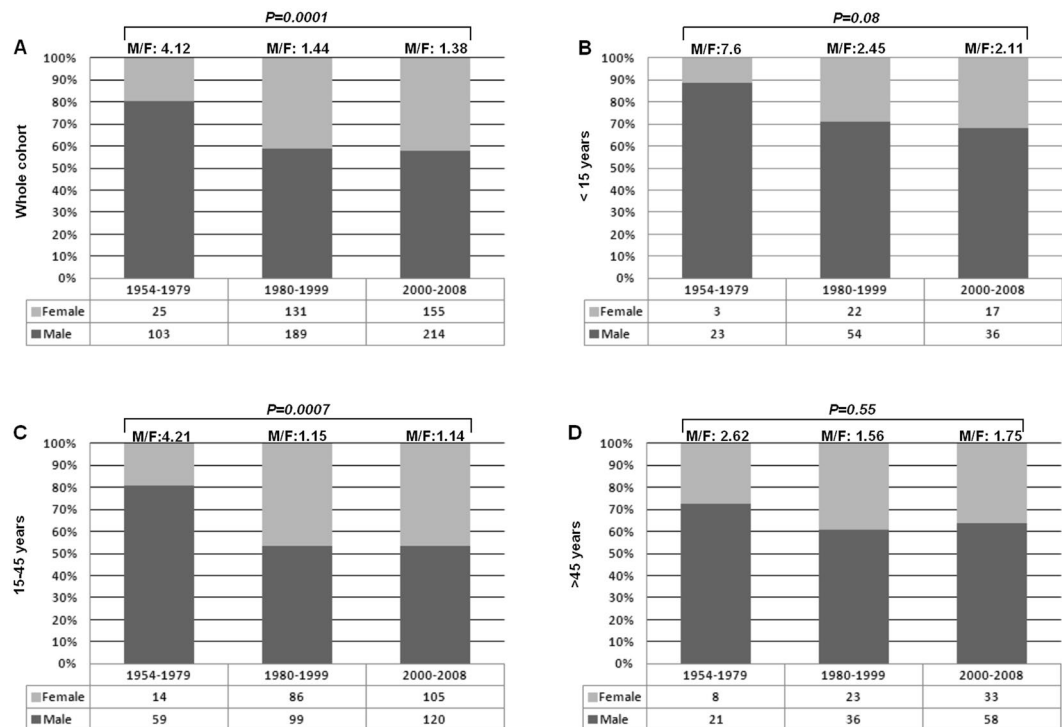 P=0.0001
A
M/F: 4.12 M/F: 1.44 M/F: 1.38
Whole cohort
100%
90%
80%
70%
60%
50%
40%
30%
20%
10%
0%
1954-1979 1980-1999 2000-2008
Female 25 131 155
Male 103 189 214
P=0.08
B
M/F:7.6 M/F:2.45 M/F:2.11
< 15 years
100%
90%
80%
70%
60%
50%
40%
30%
20%
10%
0%
1954-1979 1980-1999 2000-2008
Female 3 22 17
Male 23 54 36
P=0.0007
C
M/F:4.21 M/F:1.15 M/F:1.14
15-45 years
100%
90%
80%
70%
60%
50%
40%
30%
20%
10%
0%
1954-1979 1980-1999 2000-2008
Female 14 86 105
Male 59 99 120
P=0.55
D
M/F: 2.62 M/F: 1.56 M/F: 1.75
>45 years
100%
90%
80%
70%
60%
50%
40%
30%
20%
10%
0%
1954-1979 1980-1999 2000-2008
Female 8 23 33
Male 21 36 58